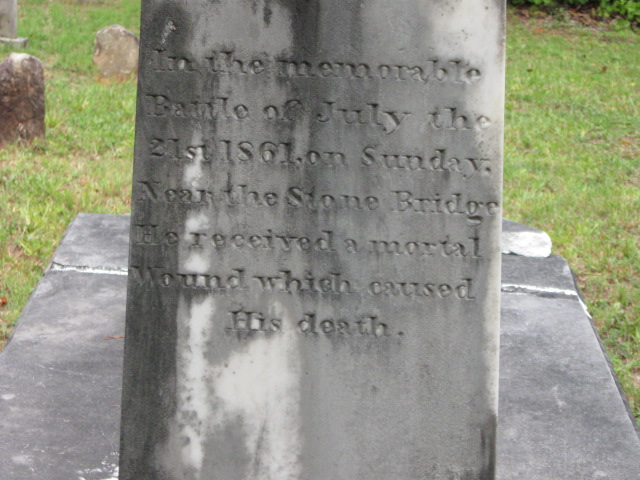 In the memorable
Battle of July the
21st 1861, on Sunday,
Near the Stone Bridge
He received a mortal
Wound which caused
His death.